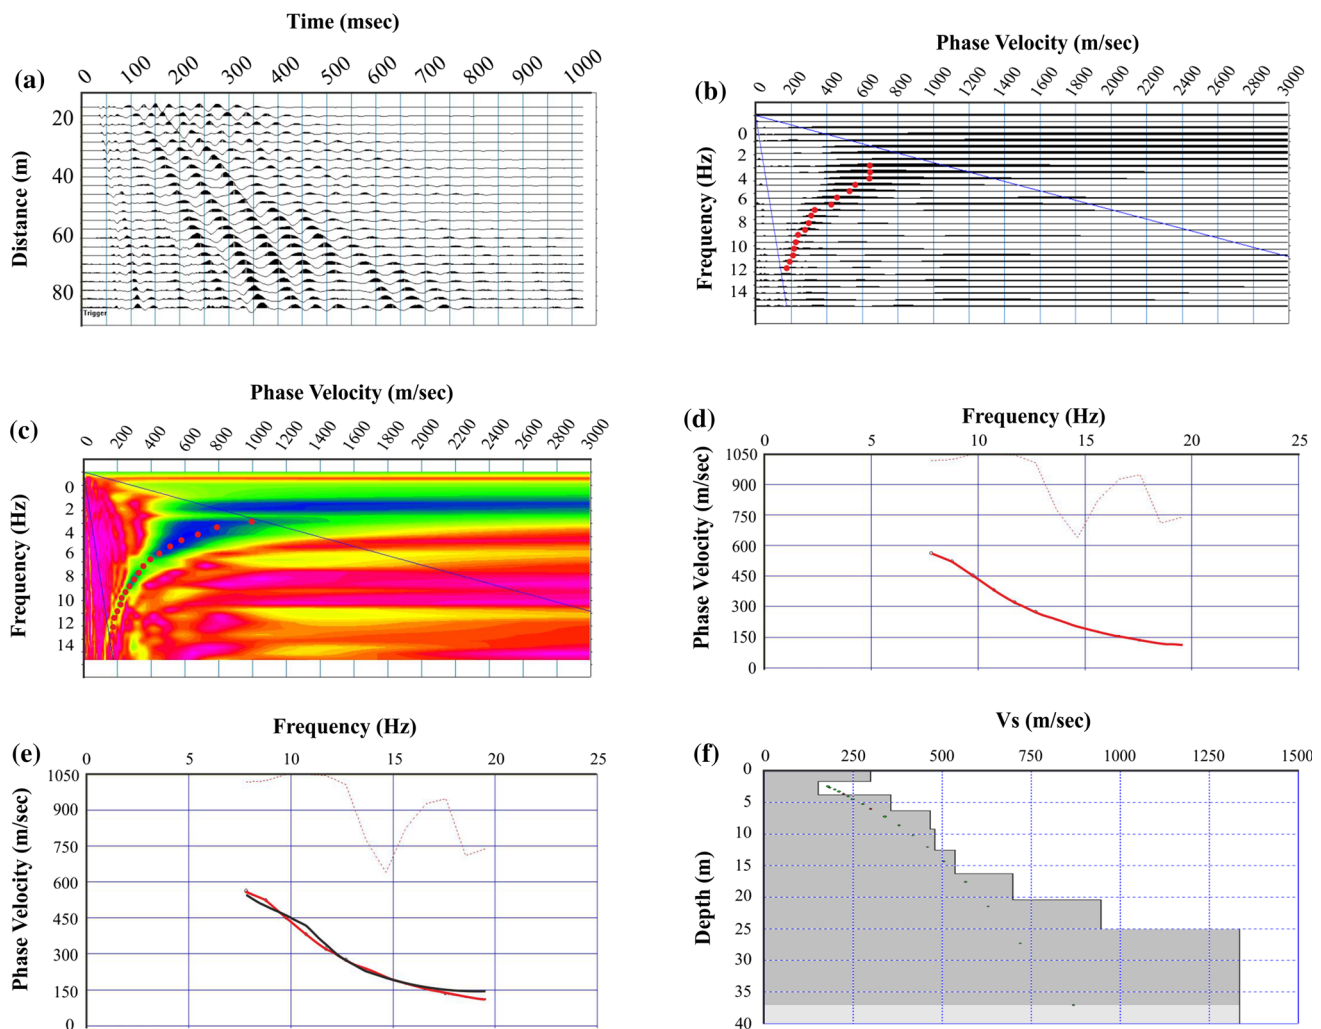 Time (msec)
(a)
0 100 200 300 400 500 600 700 800 900 1000
Distance (m)
20
40
60
80
Trigger
Phase Velocity (m/sec)
(b)
0 200 400 600 800 1000 1200 1400 1600 1800 2000 2200 2400 2600 2800 3000
Frequency (Hz)
0
2
4
6
8
10
12
14
Phase Velocity (m/sec)
(c)
0 200 400 600 800 1000 1200 1400 1600 1800 2000 2200 2400 2600 2800 3000
Frequency (Hz)
0
2
4
6
8
10
12
14
(d)
Frequency (Hz)
0 5 10 15 20 25
Phase Velocity (m/sec)
1050
900
750
600
450
300
150
0
Frequency (Hz)
(e)
0 5 10 15 20 25
Phase Velocity (m/sec)
1050
900
750
600
450
300
150
0
Vs (m/sec)
(f)
0 250 500 750 1000 1250 1500
Depth (m)
0
5
10
15
20
25
30
35
40